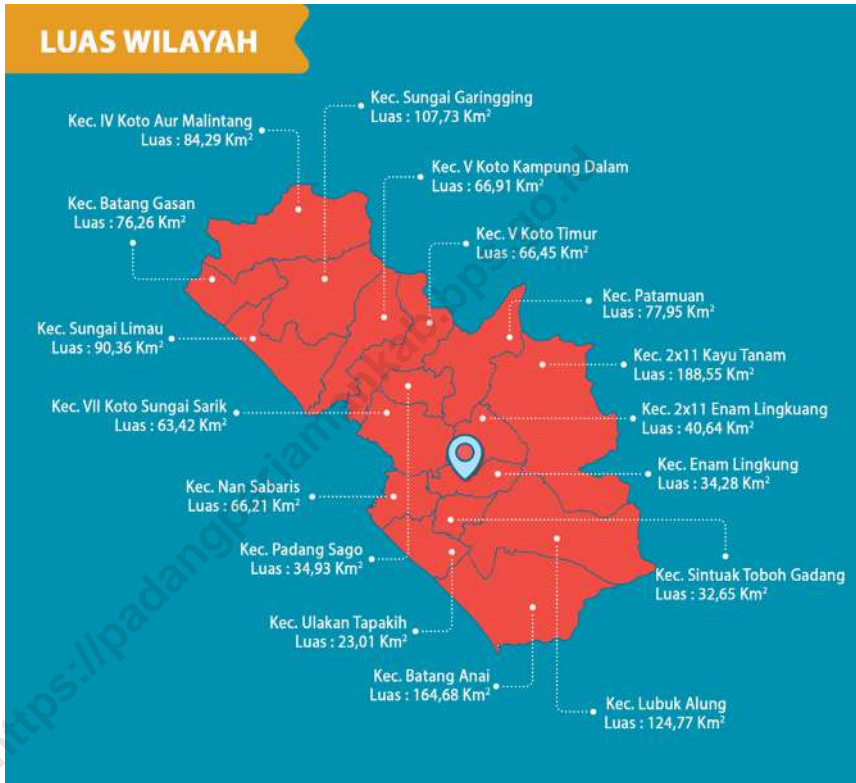 LUAS WILAYAH
Kec. Sungai Garingging
Luas : 107,73 Km²
Kec. IV Koto Aur Malintang
Luas : 84,29 Km²
Kec. V Koto Kampung Dalam
Luas : 66,91 Km²
Kec. Batang Gasan
Luas : 76,26 Km²
Kec. V Koto Timur
Luas : 66,45 Km²
Kec. Patamuan
Luas : 77,95 Km²
Kec. Sungai Limau
Luas : 90,36 Km²
Kec. 2x11 Kayu Tanam
Luas : 188,55 Km²
Kec. VII Koto Sungai Sarik
Luas : 63,42 Km²
Kec. 2x11 Enam Lingkuang
Luas : 40,64 Km²
Kec. Enam Lingkung
Luas : 34,28 Km²
Kec. Nan Sabaris
Luas : 66,21 Km²
Kec. Padang Sago
Luas : 34,93 Km²
Kec. Sintuak Toboh Gadang
Luas : 32,65 Km²
Kec. Ulakan Tapakih
Luas : 23,01 Km²
Kec. Batang Anai
Luas : 164,68 Km²
Kec. Lubuk Alung
Luas : 124,77 Km²
https://padangpariamankab.bps.go.id